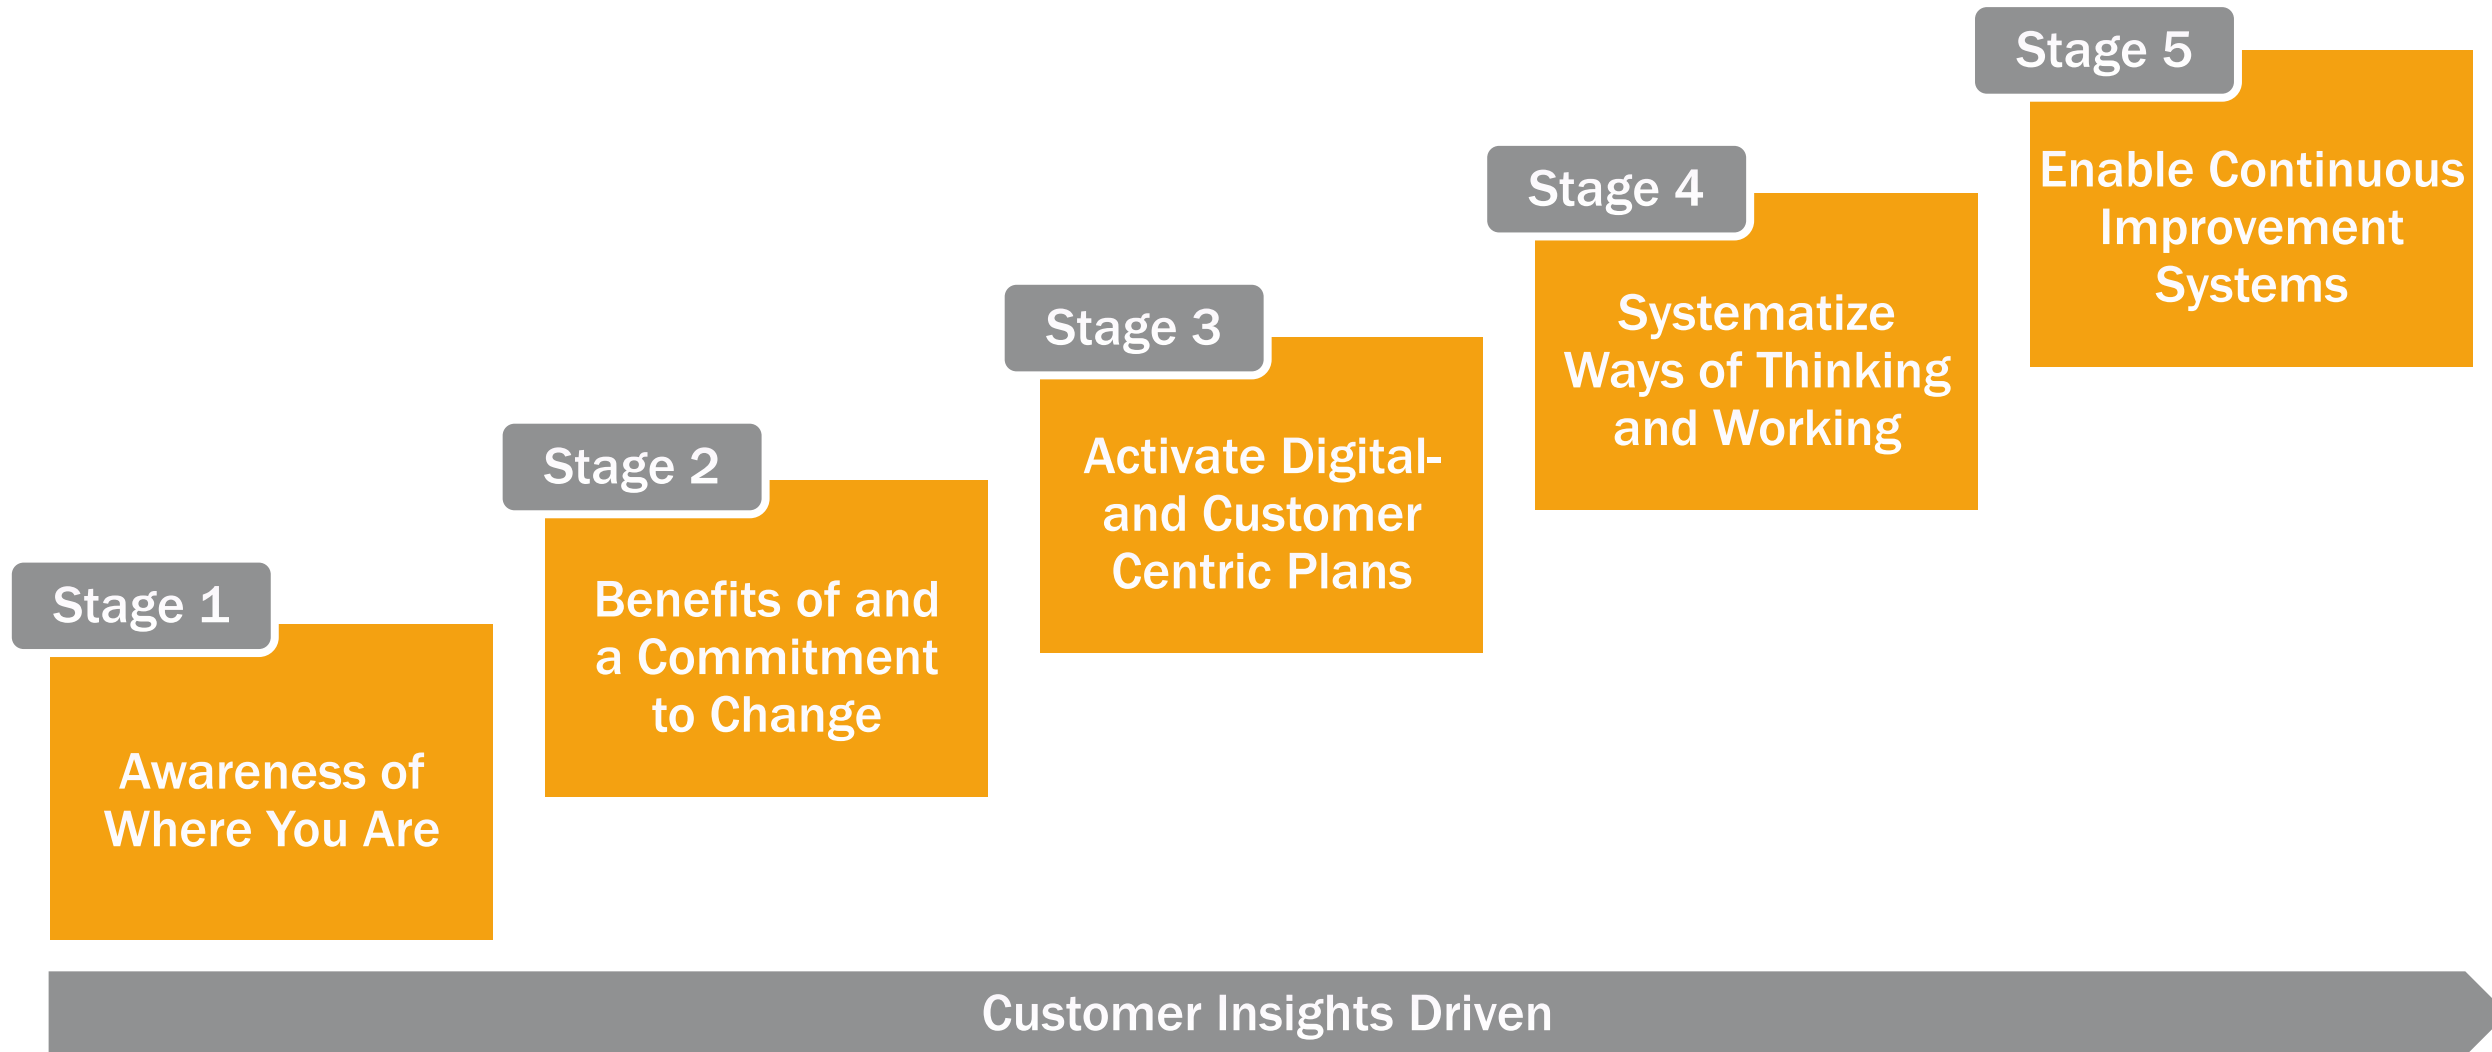 Stage 1
Awareness of
Where You Are
Stage 2
Benefits of and
a Commitment
to Change
Stage 3
Activate Digital-
and Customer
Centric Plans
Stage 4
Systematize
Ways of Thinking
and Working
Stage 5
Enable Continuous
Improvement
Systems
Customer Insights Driven